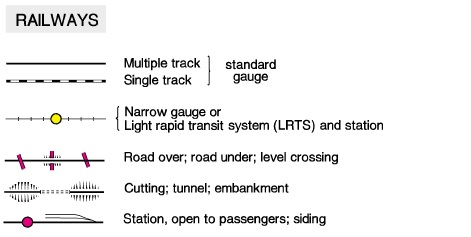 RAILWAYS
Multiple track
Single track
standard
gauge
Narrow gauge or
Light rapid transit system (LRTS) and station
Road over; road under; level crossing
Cutting; tunnel; embankment
Station, open to passengers; siding